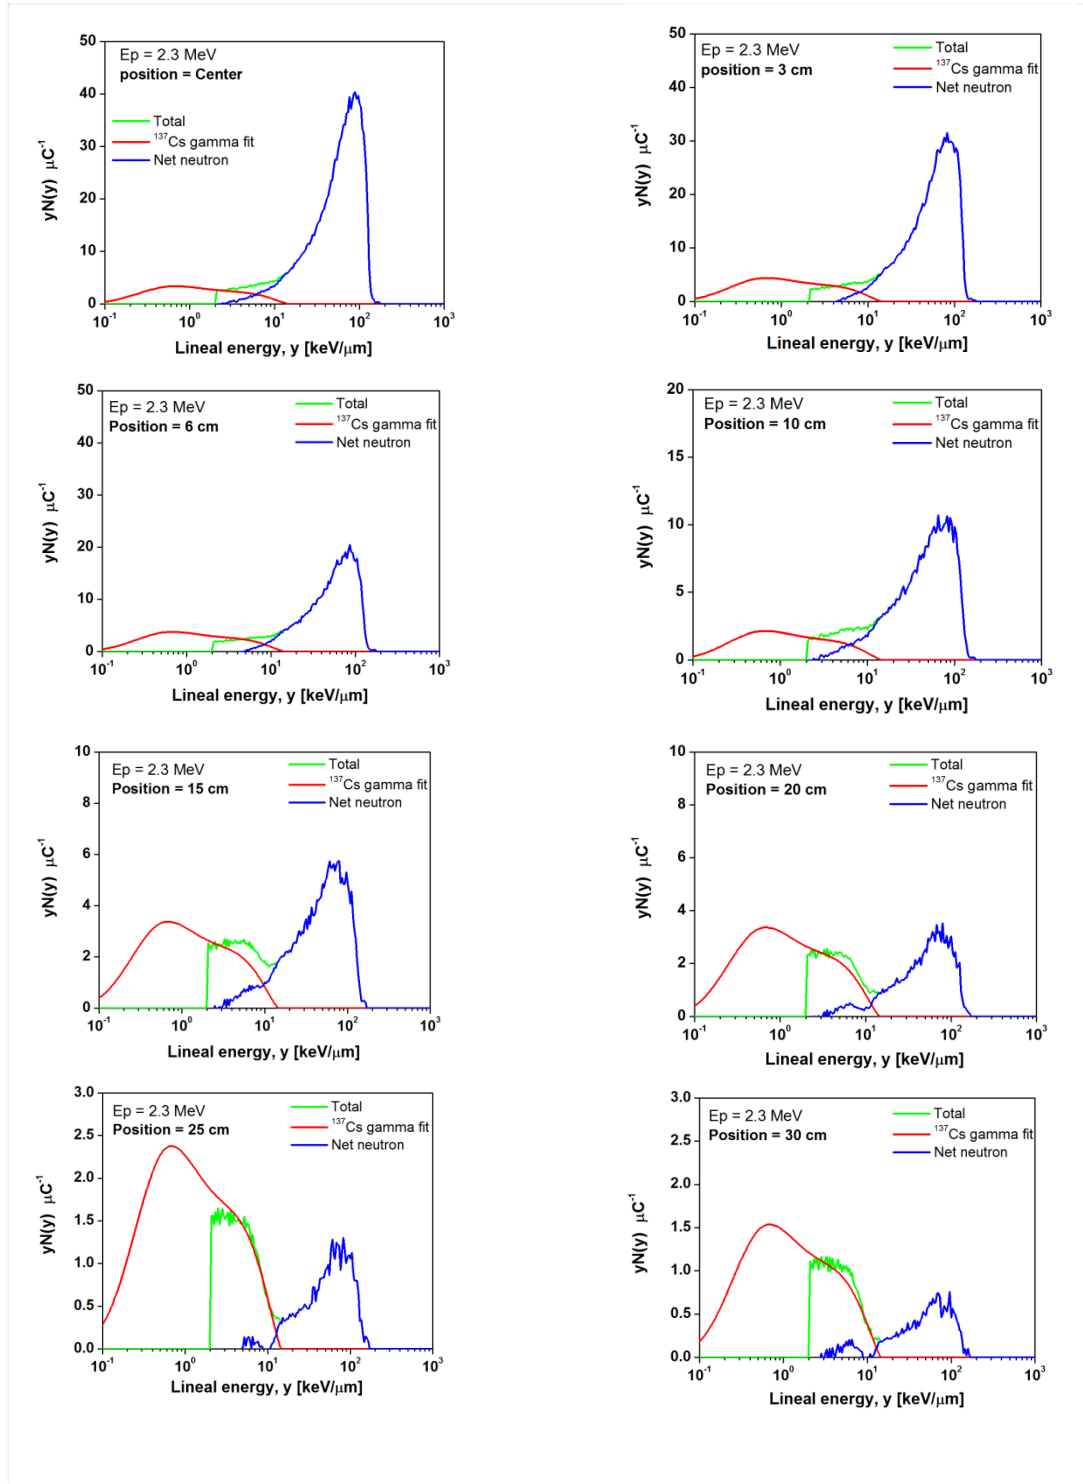 Ep = 2.3 MeV
position = Center
Total
¹³⁷Cs gamma fit
Net neutron
yN(y) μC⁻¹
50
40
30
20
10
0
10⁻¹ 10⁰ 10¹ 10² 10³
Lineal energy, y [keV/μm]
Ep = 2.3 MeV
position = 3 cm
Total
¹³⁷Cs gamma fit
Net neutron
yN(y) μC⁻¹
50
40
30
20
10
0
10⁻¹ 10⁰ 10¹ 10² 10³
Lineal energy, y [keV/μm]
Ep = 2.3 MeV
Position = 6 cm
Total
¹³⁷Cs gamma fit
Net neutron
yN(y) μC⁻¹
50
40
30
20
10
0
10⁻¹ 10⁰ 10¹ 10² 10³
Lineal energy, y [keV/μm]
Ep = 2.3 MeV
Position = 10 cm
Total
¹³⁷Cs gamma fit
Net neutron
yN(y) μC⁻¹
20
15
10
5
0
10⁻¹ 10⁰ 10¹ 10² 10³
Lineal energy, y [keV/μm]
Ep = 2.3 MeV
Position = 15 cm
Total
¹³⁷Cs gamma fit
Net neutron
yN(y) μC⁻¹
10
8
6
4
2
0
10⁻¹ 10⁰ 10¹ 10² 10³
Lineal energy, y [keV/μm]
Ep = 2.3 MeV
Position = 20 cm
Total
¹³⁷Cs gamma fit
Net neutron
yN(y) μC⁻¹
10
8
6
4
2
0
10⁻¹ 10⁰ 10¹ 10² 10³
Lineal energy, y [keV/μm]
Ep = 2.3 MeV
Position = 25 cm
Total
¹³⁷Cs gamma fit
Net neutron
yN(y) μC⁻¹
3.0
2.5
2.0
1.5
1.0
0.5
0.0
10⁻¹ 10⁰ 10¹ 10² 10³
Lineal energy, y [keV/μm]
Ep = 2.3 MeV
Position = 30 cm
Total
¹³⁷Cs gamma fit
Net neutron
yN(y) μC⁻¹
3.0
2.5
2.0
1.5
1.0
0.5
0.0
10⁻¹ 10⁰ 10¹ 10² 10³
Lineal energy, y [keV/μm]